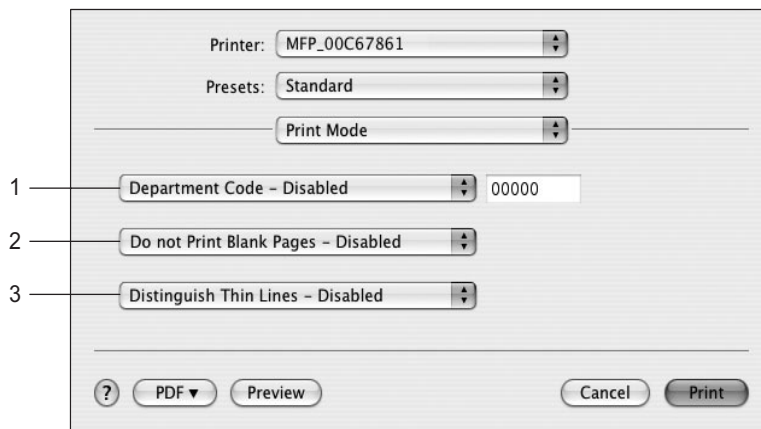 Printer: MFP_00C67861
Presets: Standard
Print Mode
1 Department Code – Disabled 00000
2 Do not Print Blank Pages – Disabled
3 Distinguish Thin Lines – Disabled
? PDF ▾ Preview Cancel Print